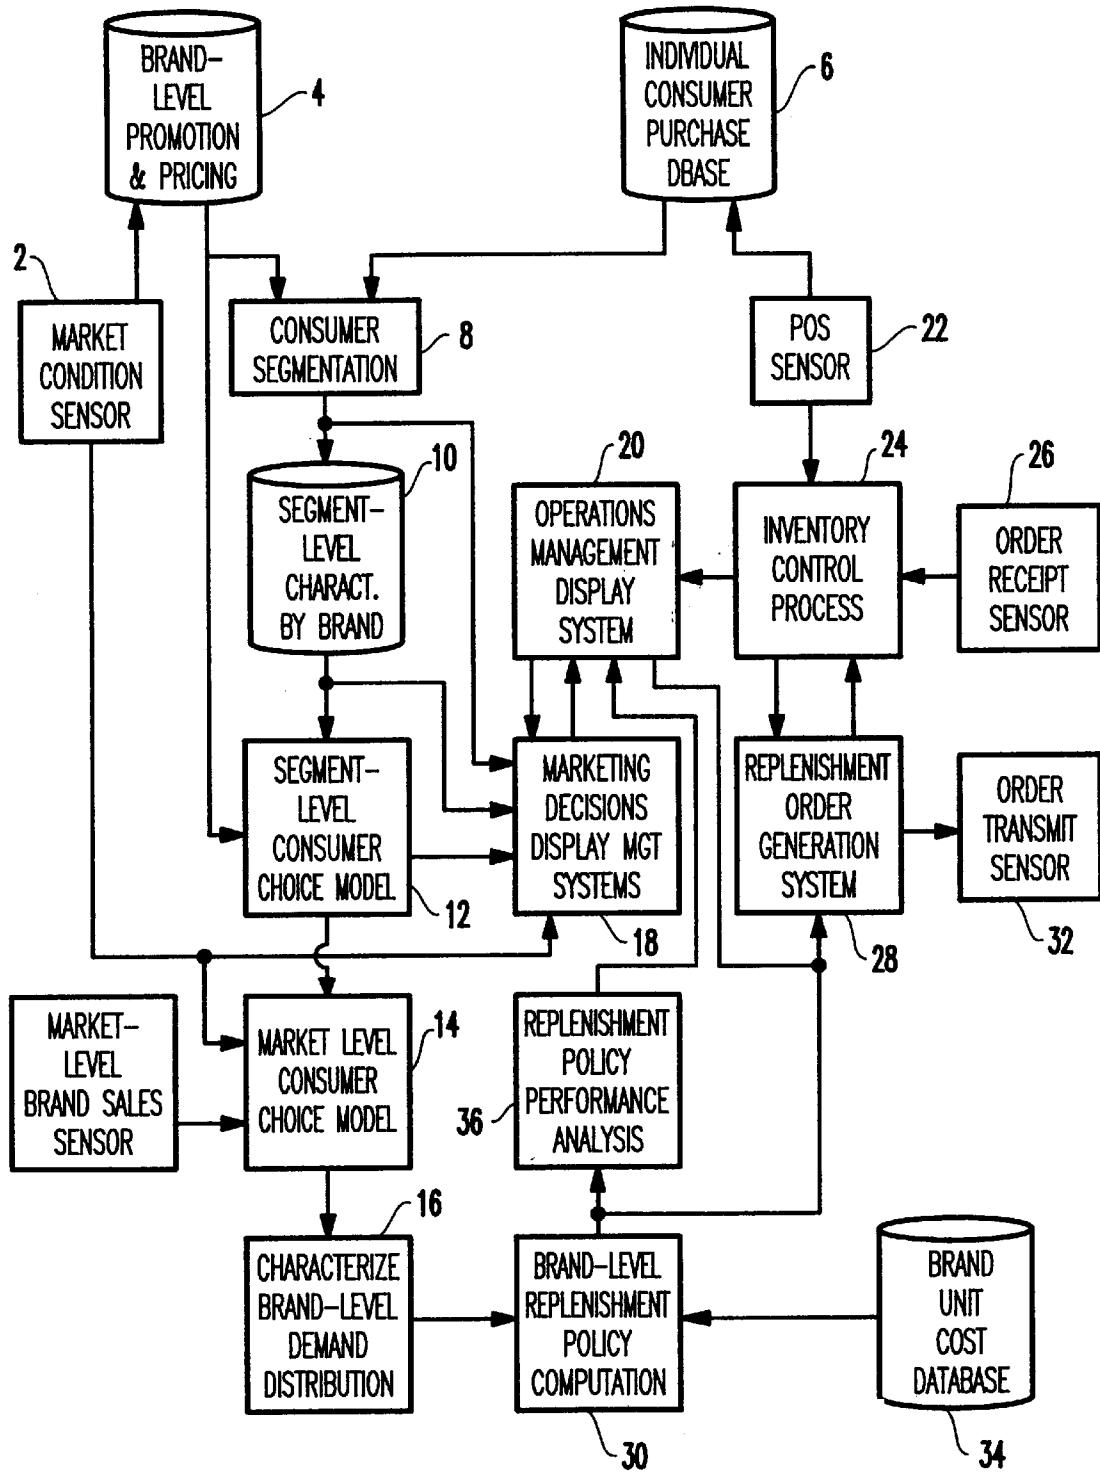 BRAND-
LEVEL
PROMOTION
& PRICING
4
INDIVIDUAL
CONSUMER
PURCHASE
DBASE
6
2
MARKET
CONDITION
SENSOR
CONSUMER
SEGMENTATION
8
POS
SENSOR
22
10
SEGMENT-
LEVEL
CHARACT.
BY BRAND
20
OPERATIONS
MANAGEMENT
DISPLAY
SYSTEM
24
INVENTORY
CONTROL
PROCESS
26
ORDER
RECEIPT
SENSOR
SEGMENT-
LEVEL
CONSUMER
CHOICE MODEL
12
MARKETING
DECISIONS
DISPLAY MGT
SYSTEMS
18
REPLENISHMENT
ORDER
GENERATION
SYSTEM
28
ORDER
TRANSMIT
SENSOR
32
MARKET-
LEVEL
BRAND SALES
SENSOR
MARKET LEVEL
CONSUMER
CHOICE MODEL
14
REPLENISHMENT
POLICY
PERFORMANCE
ANALYSIS
36
16
CHARACTERIZE
BRAND-LEVEL
DEMAND
DISTRIBUTION
BRAND-LEVEL
REPLENISHMENT
POLICY
COMPUTATION
30
BRAND
UNIT
COST
DATABASE
34